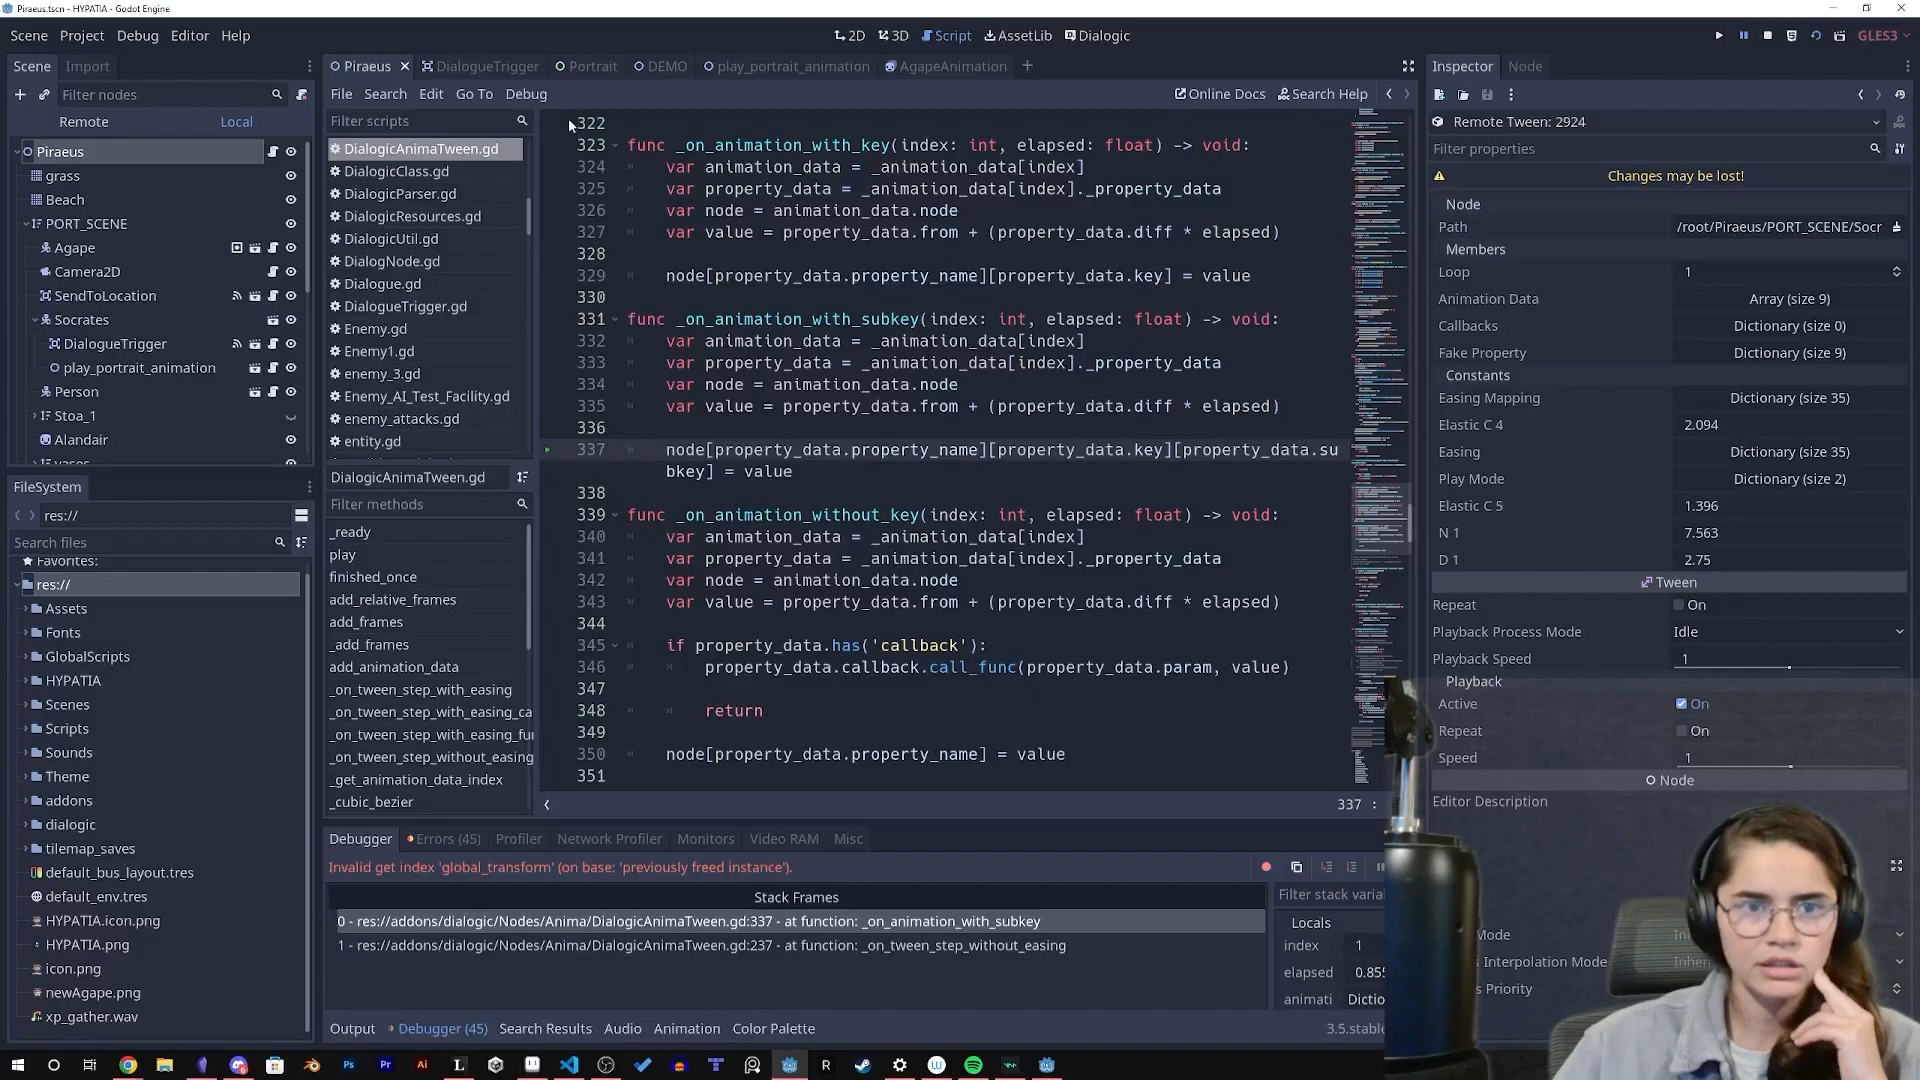 Piraeus.tscn - HYPATIA - Godot Engine
Scene Project Debug Editor Help
2D 3D Script AssetLib Dialogic
GLES3
Scene Import
Filter nodes
Remote Local
Piraeus
grass
Beach
PORT_SCENE
Agape
Camera2D
SendToLocation
Socrates
DialogueTrigger
play_portrait_animation
Person
Stoa_1
Alandair
vases
FileSystem
res://
Search files
Favorites:
res://
Assets
Fonts
GlobalScripts
HYPATIA
Scenes
Scripts
Sounds
Theme
addons
dialogic
tilemap_saves
default_bus_layout.tres
default_env.tres
HYPATIA.icon.png
HYPATIA.png
icon.png
newAgape.png
xp_gather.wav
Piraeus DialogueTrigger Portrait DEMO play_portrait_animation AgapeAnimation
File Search Edit Go To Debug
Online Docs Search Help
Filter scripts
DialogicAnimaTween.gd
DialogicClass.gd
DialogicParser.gd
DialogicResources.gd
DialogicUtil.gd
DialogNode.gd
Dialogue.gd
DialogueTrigger.gd
Enemy.gd
Enemy1.gd
enemy_3.gd
Enemy_AI_Test_Facility.gd
enemy_attacks.gd
entity.gd
DialogicAnimaTween.gd
Filter methods
_ready
play
finished_once
add_relative_frames
add_frames
_add_frames
add_animation_data
_on_tween_step_with_easing
_on_tween_step_with_easing_ca
_on_tween_step_with_easing_fu
_on_tween_step_without_easing
_get_animation_data_index
_cubic_bezier
322
323 func _on_animation_with_key(index: int, elapsed: float) -> void:
324 var animation_data = _animation_data[index]
325 var property_data = _animation_data[index]._property_data
326 var node = animation_data.node
327 var value = property_data.from + (property_data.diff * elapsed)
328
329 node[property_data.property_name][property_data.key] = value
330
331 func _on_animation_with_subkey(index: int, elapsed: float) -> void:
332 var animation_data = _animation_data[index]
333 var property_data = _animation_data[index]._property_data
334 var node = animation_data.node
335 var value = property_data.from + (property_data.diff * elapsed)
336
337 node[property_data.property_name][property_data.key][property_data.su
bkey] = value
338
339 func _on_animation_without_key(index: int, elapsed: float) -> void:
340 var animation_data = _animation_data[index]
341 var property_data = _animation_data[index]._property_data
342 var node = animation_data.node
343 var value = property_data.from + (property_data.diff * elapsed)
344
345 if property_data.has('callback'):
346 property_data.callback.call_func(property_data.param, value)
347
348 return
349
350 node[property_data.property_name] = value
351
337 :
Debugger Errors (45) Profiler Network Profiler Monitors Video RAM Misc
Invalid get index 'global_transform' (on base: 'previously freed instance').
Stack Frames
0 - res://addons/dialogic/Nodes/Anima/DialogicAnimaTween.gd:337 - at function: _on_animation_with_subkey
1 - res://addons/dialogic/Nodes/Anima/DialogicAnimaTween.gd:237 - at function: _on_tween_step_without_easing
Filter stack varia
Locals
index 1
elapsed 0.855
animati Dictio
Output Debugger (45) Search Results Audio Animation Color Palette
3.5.stable
Inspector Node
Remote Tween: 2924
Filter properties
Changes may be lost!
Node
Path /root/Piraeus/PORT_SCENE/Socr
Members
Loop 1
Animation Data Array (size 9)
Callbacks Dictionary (size 0)
Fake Property Dictionary (size 9)
Constants
Easing Mapping Dictionary (size 35)
Elastic C 4 2.094
Easing Dictionary (size 35)
Play Mode Dictionary (size 2)
Elastic C 5 1.396
N 1 7.563
D 1 2.75
Tween
Repeat On
Playback Process Mode Idle
Playback Speed 1
Playback
Active On
Repeat On
Speed 1
Node
Editor Description
Mode
s Interpolation Mode
s Priority